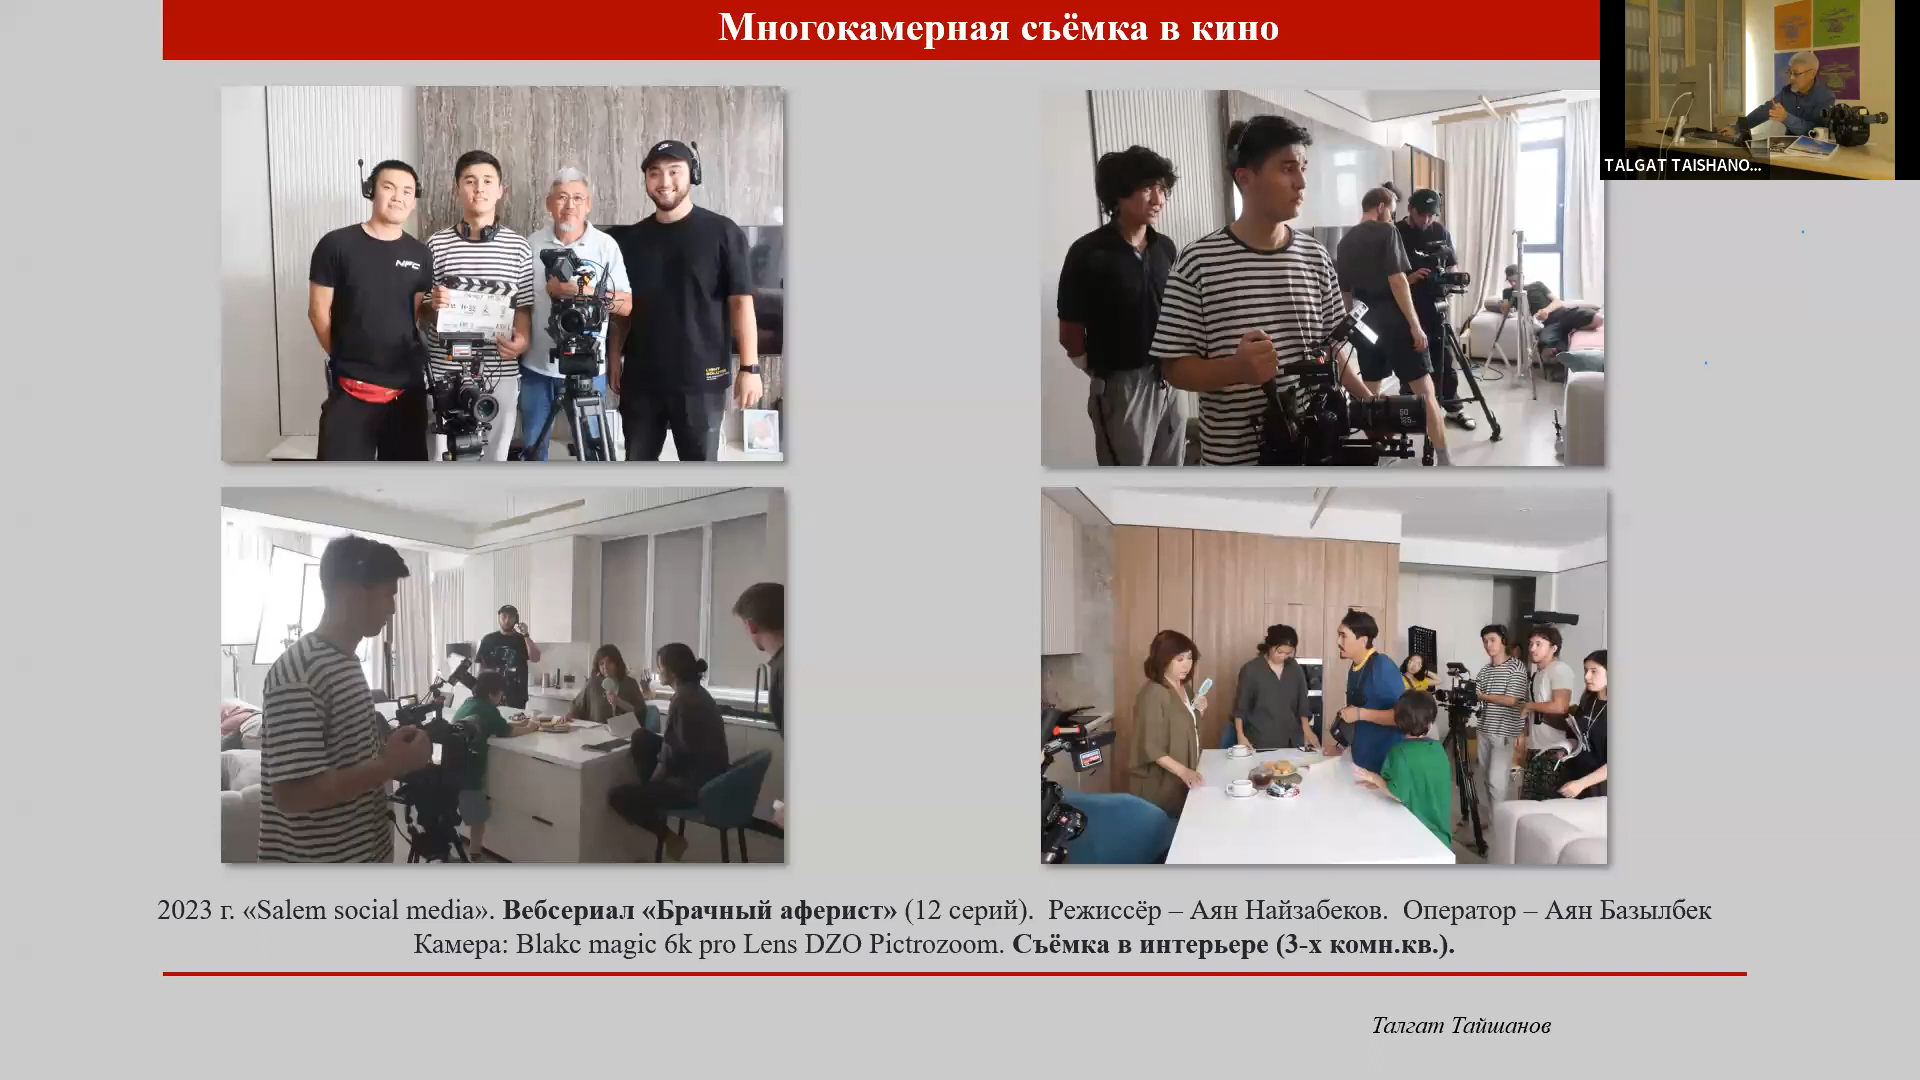 Многокамерная съёмка в кино
TALGAT TAISHANO...
NFC
2023 г. «Salem social media». Вебсериал «Брачный аферист» (12 серий). Режиссёр – Аян Найзабеков. Оператор – Аян Базылбек
Камера: Blakc magic 6k pro Lens DZO Pictrozoom. Съёмка в интерьере (3-х комн.кв.).
Талгат Тайшанов